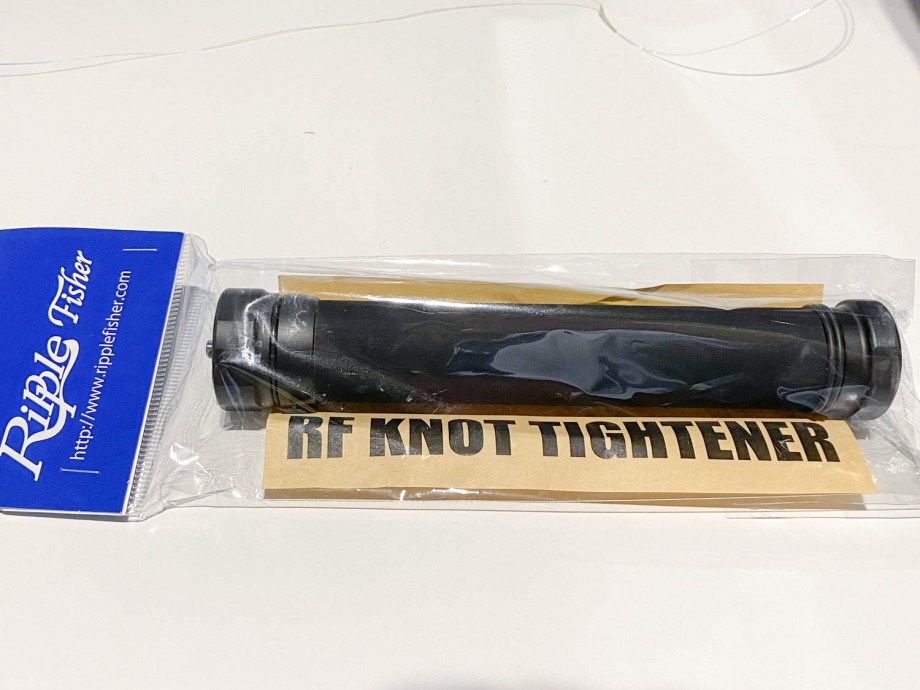 Ripple Fisher
http://www.ripplefisher.com
RF KNOT TIGHTENER